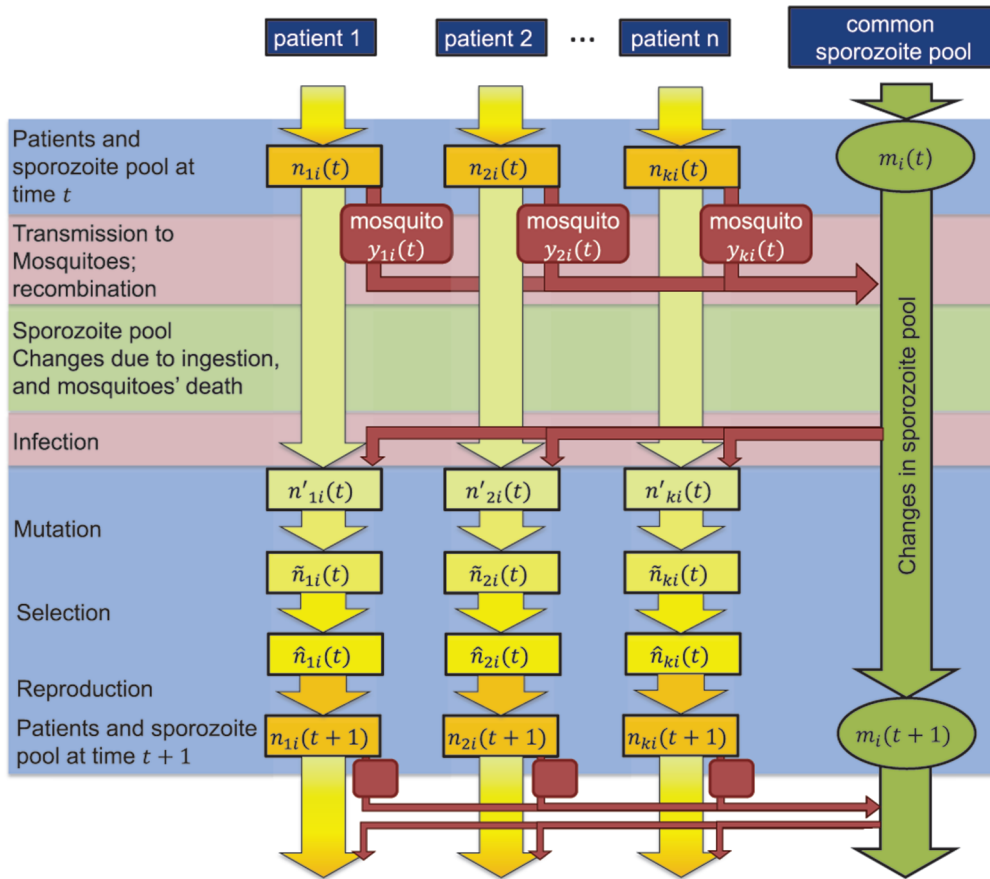 patient 1
patient 2
...
patient n
common
sporozoite pool
Patients and
sporozoite pool at
time t
n₁ᵢ(t)
n₂ᵢ(t)
nₖᵢ(t)
mᵢ(t)
Transmission to
Mosquitoes;
recombination
mosquito
y₁ᵢ(t)
mosquito
y₂ᵢ(t)
mosquito
yₖᵢ(t)
Sporozoite pool
Changes due to ingestion,
and mosquitoes' death
Changes in sporozoite pool
Infection
n'₁ᵢ(t)
n'₂ᵢ(t)
n'ₖᵢ(t)
Mutation
ñ₁ᵢ(t)
ñ₂ᵢ(t)
ñₖᵢ(t)
Selection
n̂₁ᵢ(t)
n̂₂ᵢ(t)
n̂ₖᵢ(t)
Reproduction
Patients and sporozoite
pool at time t + 1
n₁ᵢ(t + 1)
n₂ᵢ(t + 1)
nₖᵢ(t + 1)
mᵢ(t + 1)